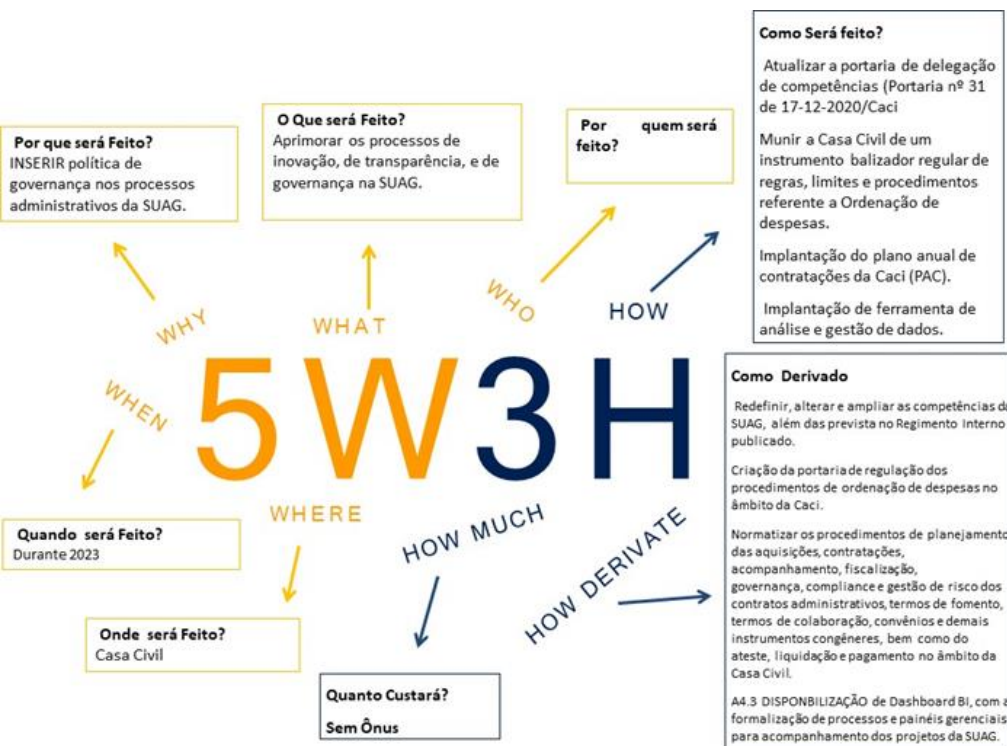 Como Será feito?
Atualizar a portaria de delegação
de competências (Portaria nº 31
de 17-12-2020/Caci
Munir a Casa Civil de um
instrumento balizador regular de
regras, limites e procedimentos
referente a Ordenação de
despesas.
Implantação do plano anual de
contratações da Caci (PAC).
Implantação de ferramenta de
análise e gestão de dados.
O Que será Feito?
Aprimorar os processos de
inovação, de transparência, e de
governança na SUAG.
Por quem será
feito?
Por que será Feito?
INSERIR política de
governança nos processos
administrativos da SUAG.
WHY
WHAT
WHO
HOW
WHEN
5W3H
WHERE
HOW MUCH
HOW DERIVATE
Como Derivado
Redefinir, alterar e ampliar as competências da
SUAG, além das prevista no Regimento Interno
publicado.
Criação da portaria de regulação dos
procedimentos de ordenação de despesas no
âmbito da Caci.
Normatizar os procedimentos de planejamento
das aquisições, contratações,
acompanhamento, fiscalização,
governança, compliance e gestão de risco dos
contratos administrativos, termos de fomento,
termos de colaboração, convênios e demais
instrumentos congêneres, bem como do
ateste, liquidação e pagamento no âmbito da
Casa Civil.
A4.3 DISPONBILIZAÇÃO de Dashboard BI, com a
formalização de processos e painéis gerenciais
para acompanhamento dos projetos da SUAG.
Quando será Feito?
Durante 2023
Onde será Feito?
Casa Civil
Quanto Custará?
Sem Ônus